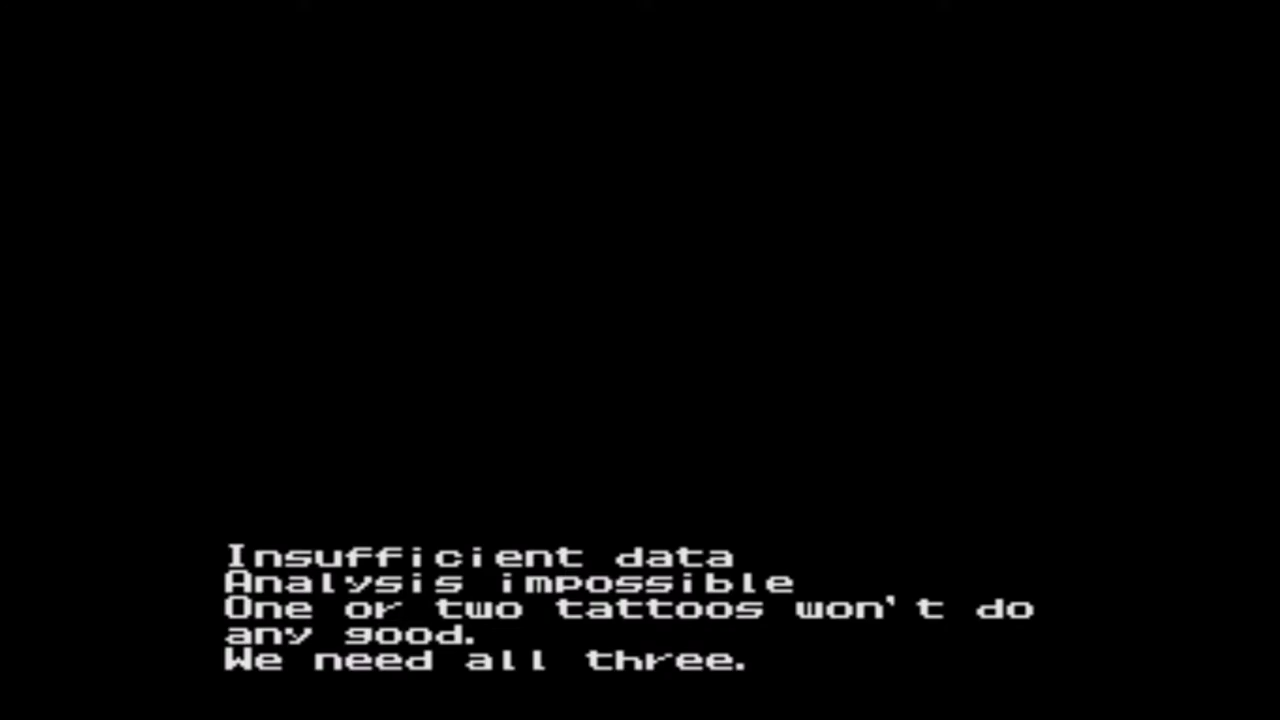 Insufficient data
Analysis impossible
One or two tattoos won't do
any good.
We need all three.